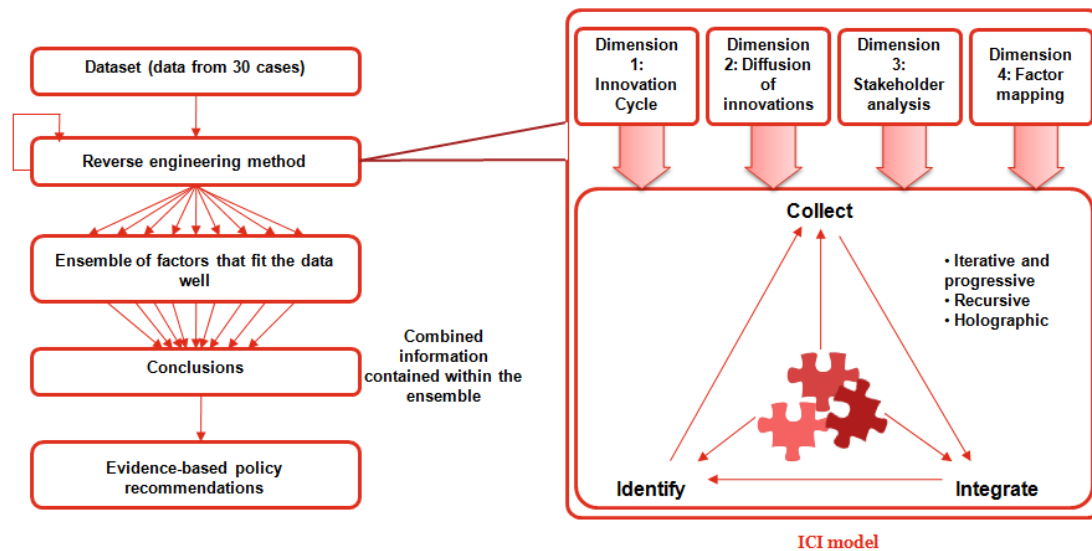 Dataset (data from 30 cases)
Reverse engineering method
Ensemble of factors that fit the data
well
Conclusions
Combined
information
contained within the
ensemble
Evidence-based policy
recommendations
Dimension
1:
Innovation
Cycle
Dimension
2: Diffusion
of
innovations
Dimension
3:
Stakeholder
analysis
Dimension
4: Factor
mapping
Collect
• Iterative and
progressive
• Recursive
• Holographic
Identify
Integrate
ICI model